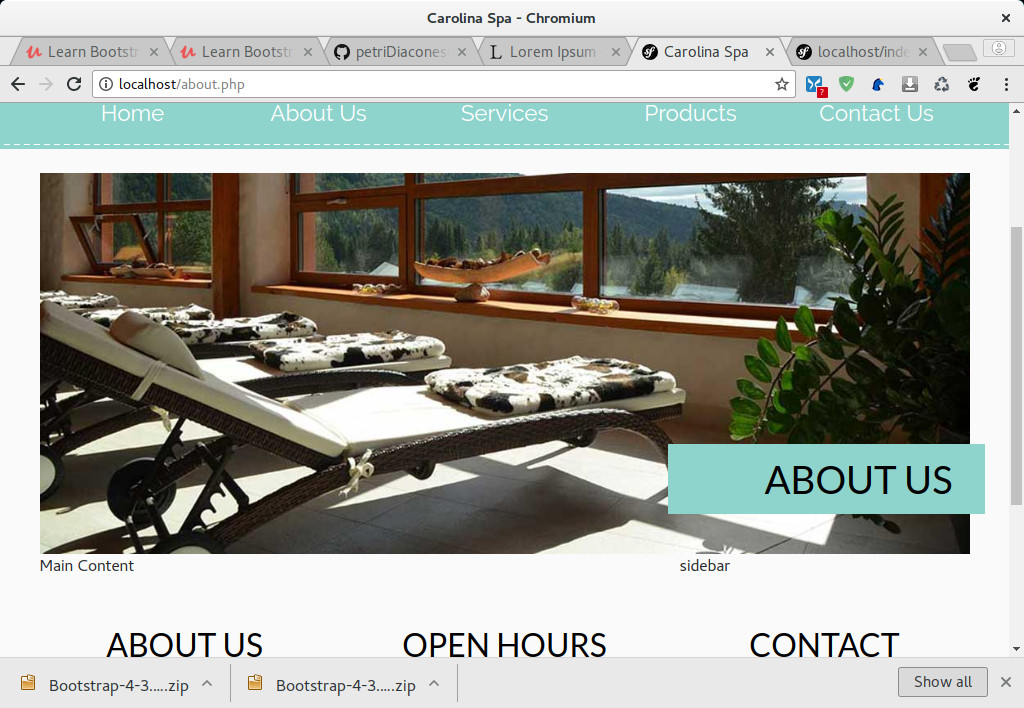 Carolina Spa - Chromium
Learn Bootstr
Learn Bootstr
petriDiacones
Lorem Ipsum
Carolina Spa
localhost/inde
localhost/about.php
Home
About Us
Services
Products
Contact Us
ABOUT US
Main Content
sidebar
ABOUT US
OPEN HOURS
CONTACT
Bootstrap-4-3.....zip
Bootstrap-4-3.....zip
Show all